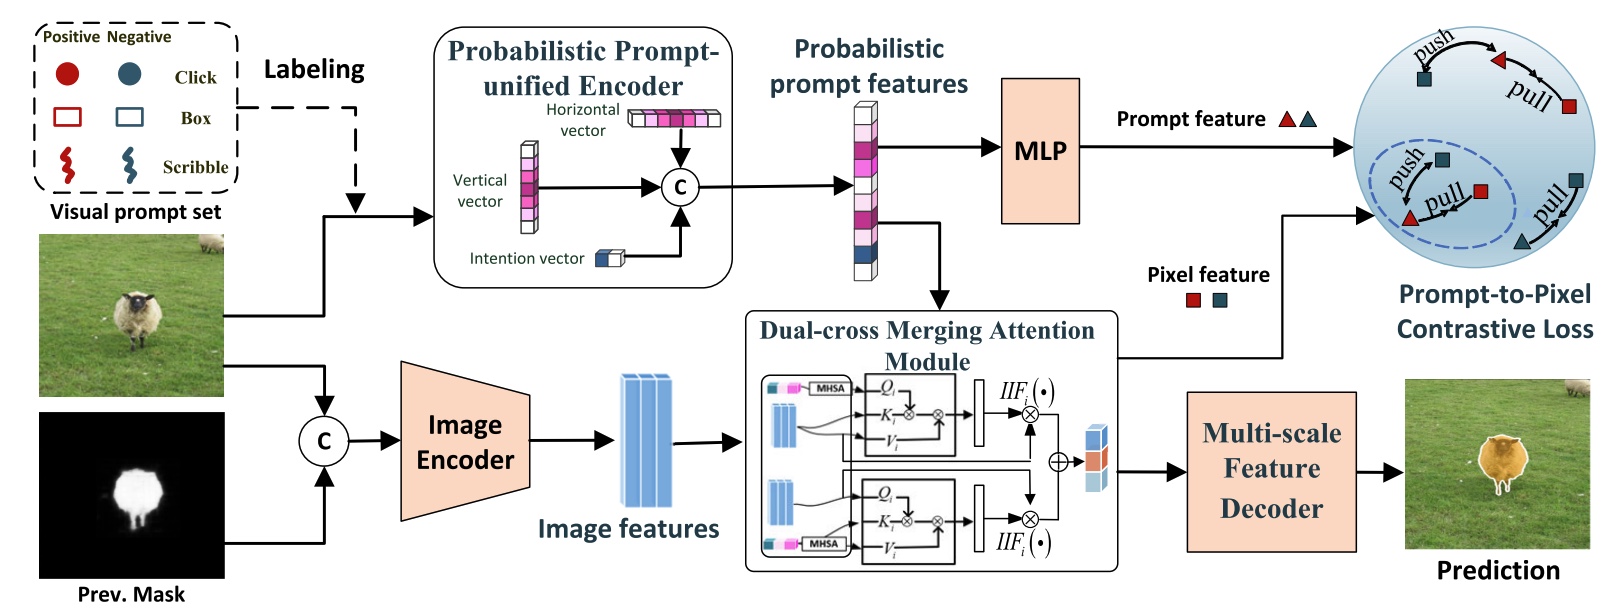 Positive Negative
Click
Box
Scribble
Visual prompt set
Labeling
Probabilistic Prompt-
unified Encoder
Horizontal
vector
Vertical
vector
C
Intention vector
Probabilistic
prompt features
MLP
Prompt feature
push
pull
push
pull
pull
Pixel feature
Prompt-to-Pixel
Contrastive Loss
Prev. Mask
C
Image
Encoder
Image features
Dual-cross Merging Attention
Module
MHSA
Q_i
K_i
V_i
IIF_i(•)
Q_i
K_i
MHSA
V_i
IIF_i(•)
Multi-scale
Feature
Decoder
Prediction